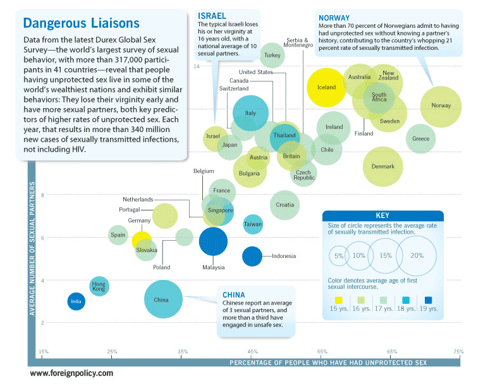 Dangerous Liaisons
Data from the latest Durex Global Sex
Survey—the world's largest survey of sexual
behavior, with more than 317,000 partici-
pants in 41 countries—reveal that people
having unprotected sex live in some of the
world's wealthiest nations and exhibit similar
behaviors: They lose their virginity early and
have more sexual partners, both key predic-
tors of higher rates of unprotected sex. Each
year, that results in more than 340 million
new cases of sexually transmitted infections,
not including HIV.
ISRAEL
The typical Israeli loses
his or her virginity at
16 years old, with a
national average of 10
sexual partners.
NORWAY
More than 70 percent of Norwegians admit to having
had unprotected sex without knowing a partner's
history, contributing to the country's whopping 21
percent rate of sexually transmitted infection.
Serbia &
Montenegro
14
Turkey
United States
Canada
Switzerland
Iceland
Australia
New
Zealand
South
Africa
Norway
Italy
Sweden
Finland
Israel
Japan
Thailand
Ireland
Greece
Austria
Britain
Chile
Belgium
Bulgaria
Czech
Republic
Denmark
France
8
Netherlands
Portugal
Germany
Singapore
Croatia
Spain
Slovakia
Taiwan
6
Poland
Malaysia
Indonesia
4
India
Hong
Kong
China
2
CHINA
Chinese report an average
of 3 sexual partners, and
more than a third have
engaged in unsafe sex.
KEY
Size of circle represents the average rate
of sexually transmitted infection.
5%
10%
15%
20%
Color denotes average age of first
sexual intercourse.
15 yrs. 16 yrs. 17 yrs. 18 yrs. 19 yrs.
AVERAGE NUMBER OF SEXUAL PARTNERS
15% 25% 35% 45% 55% 65% 75%
PERCENTAGE OF PEOPLE WHO HAVE HAD UNPROTECTED SEX
www.foreignpolicy.com